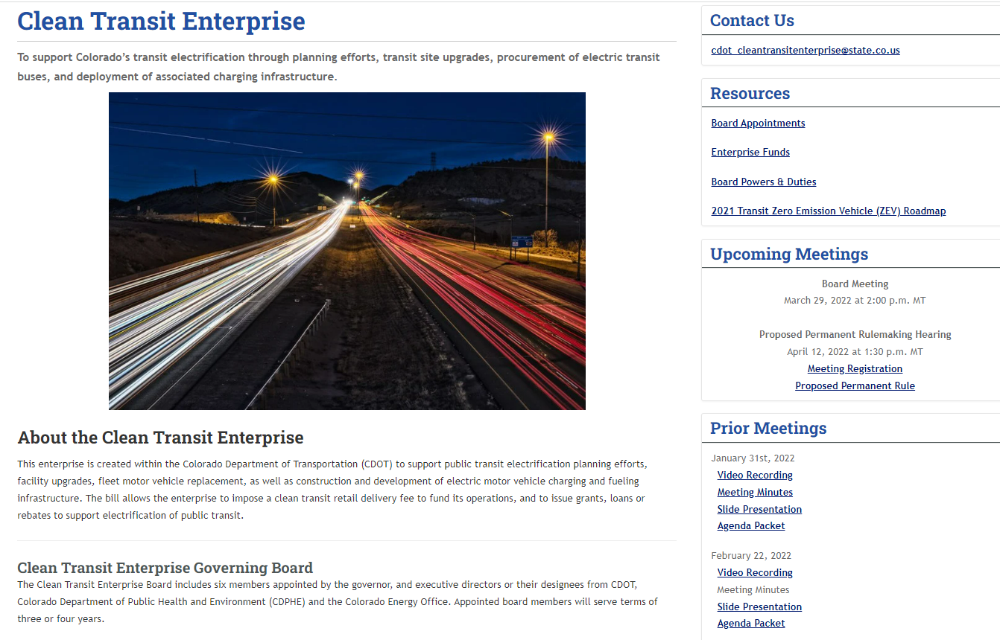 Clean Transit Enterprise
To support Colorado's transit electrification through planning efforts, transit site upgrades, procurement of electric transit
buses, and deployment of associated charging infrastructure.
About the Clean Transit Enterprise
This enterprise is created within the Colorado Department of Transportation (CDOT) to support public transit electrification planning efforts,
facility upgrades, fleet motor vehicle replacement, as well as construction and development of electric motor vehicle charging and fueling
infrastructure. The bill allows the enterprise to impose a clean transit retail delivery fee to fund its operations, and to issue grants, loans or
rebates to support electrification of public transit.
Clean Transit Enterprise Governing Board
The Clean Transit Enterprise Board includes six members appointed by the governor, and executive directors or their designees from CDOT,
Colorado Department of Public Health and Environment (CDPHE) and the Colorado Energy Office. Appointed board members will serve terms of
three or four years.
Contact Us
cdot_cleantransitenterprise@state.co.us
Resources
Board Appointments
Enterprise Funds
Board Powers & Duties
2021 Transit Zero Emission Vehicle (ZEV) Roadmap
Upcoming Meetings
Board Meeting
March 29, 2022 at 2:00 p.m. MT
Proposed Permanent Rulemaking Hearing
April 12, 2022 at 1:30 p.m. MT
Meeting Registration
Proposed Permanent Rule
Prior Meetings
January 31st, 2022
Video Recording
Meeting Minutes
Slide Presentation
Agenda Packet
February 22, 2022
Video Recording
Meeting Minutes
Slide Presentation
Agenda Packet